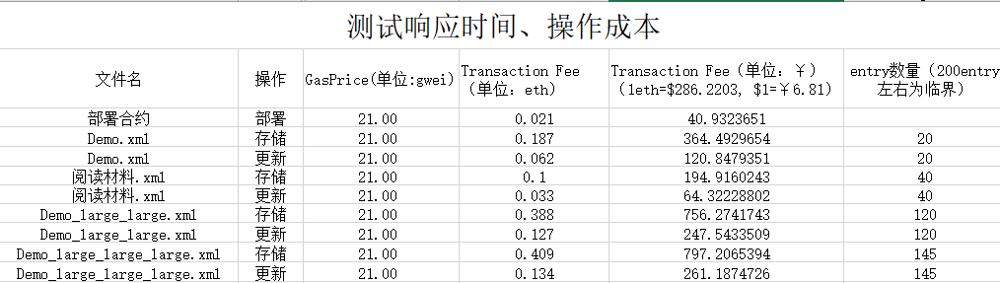 测试响应时间、操作成本
文件名 操作 GasPrice(单位:gwei) Transaction Fee（单位：eth） Transaction Fee（单位：￥）（1eth=$286.2203, $1=￥6.81） entry数量（200entry左右为临界）
部署合约 部署 21.00 0.021 40.9323651
Demo.xml 存储 21.00 0.187 364.4929654 20
Demo.xml 更新 21.00 0.062 120.8479351 20
阅读材料.xml 存储 21.00 0.1 194.9160243 40
阅读材料.xml 更新 21.00 0.033 64.32228802 40
Demo_large_large.xml 存储 21.00 0.388 756.2741743 120
Demo_large_large.xml 更新 21.00 0.127 247.5433509 120
Demo_large_large_large.xml 存储 21.00 0.409 797.2065394 145
Demo_large_large_large.xml 更新 21.00 0.134 261.1874726 145